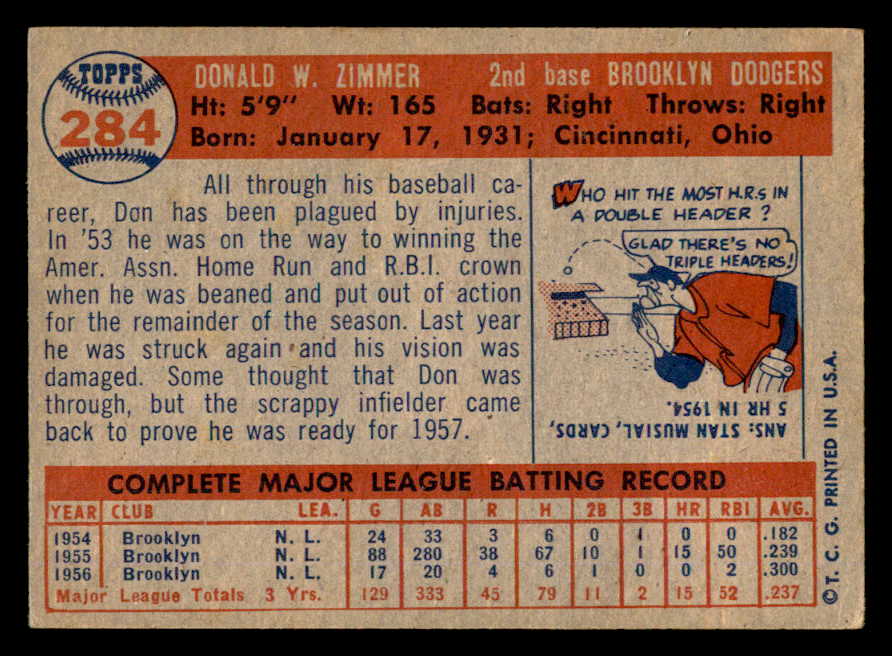 TOPPS
284
DONALD W. ZIMMER 2nd base BROOKLYN DODGERS
Ht: 5'9" Wt: 165 Bats: Right Throws: Right
Born: January 17, 1931; Cincinnati, Ohio
All through his baseball ca-
reer, Don has been plagued by injuries.
In '53 he was on the way to winning the
Amer. Assn. Home Run and R.B.I. crown
when he was beaned and put out of action
for the remainder of the season. Last year
he was struck again and his vision was
damaged. Some thought that Don was
through, but the scrappy infielder came
back to prove he was ready for 1957.
WHO HIT THE MOST H.R.S IN
A DOUBLE HEADER ?
GLAD THERE'S NO
TRIPLE HEADERS!
ANS: STAN MUSIAL, CARDS,
5 HR IN 1954.
COMPLETE MAJOR LEAGUE BATTING RECORD
YEAR CLUB LEA. G AB R H 2B 3B HR RBI AVG.
1954 Brooklyn N. L. 24 33 3 6 0 1 0 0 .182
1955 Brooklyn N. L. 88 280 38 67 10 1 15 50 .239
1956 Brooklyn N. L. 17 20 4 6 1 0 0 2 .300
Major League Totals 3 Yrs. 129 333 45 79 11 2 15 52 .237
© T. C. G. PRINTED IN U.S.A.